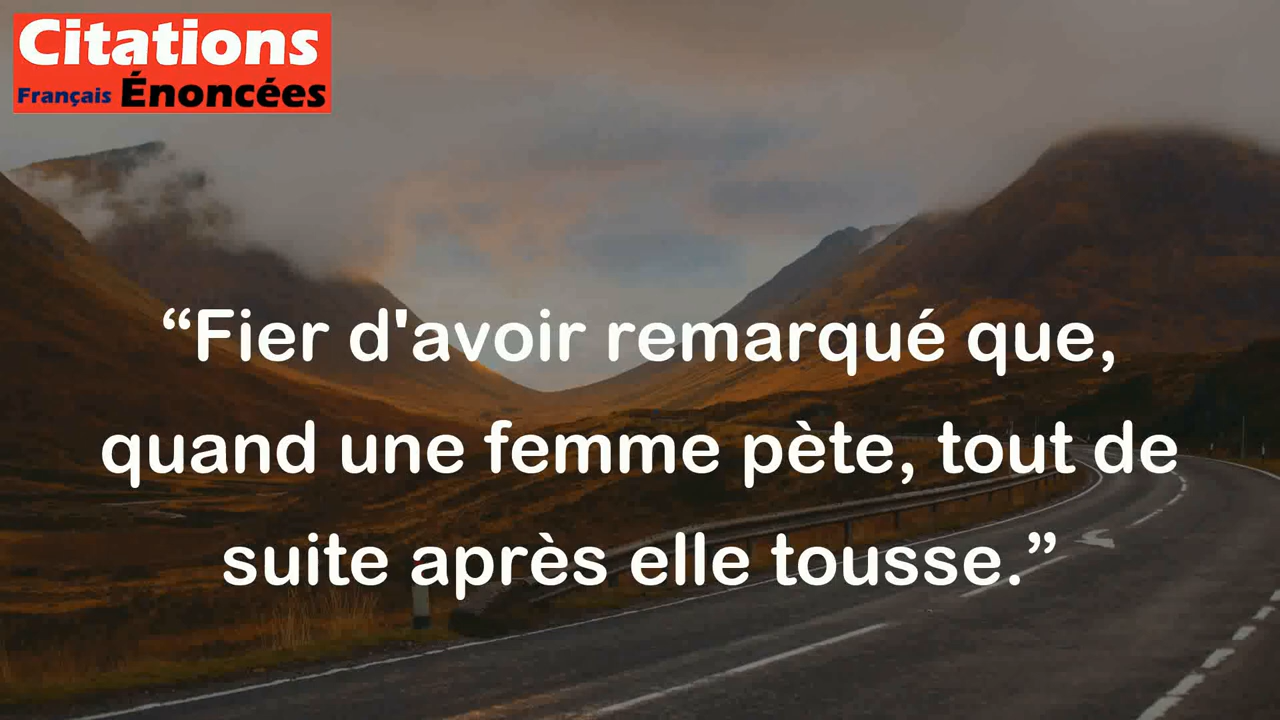 Citations
Français Énoncées
“Fier d'avoir remarqué que,
quand une femme pète, tout de
suite après elle tousse.”